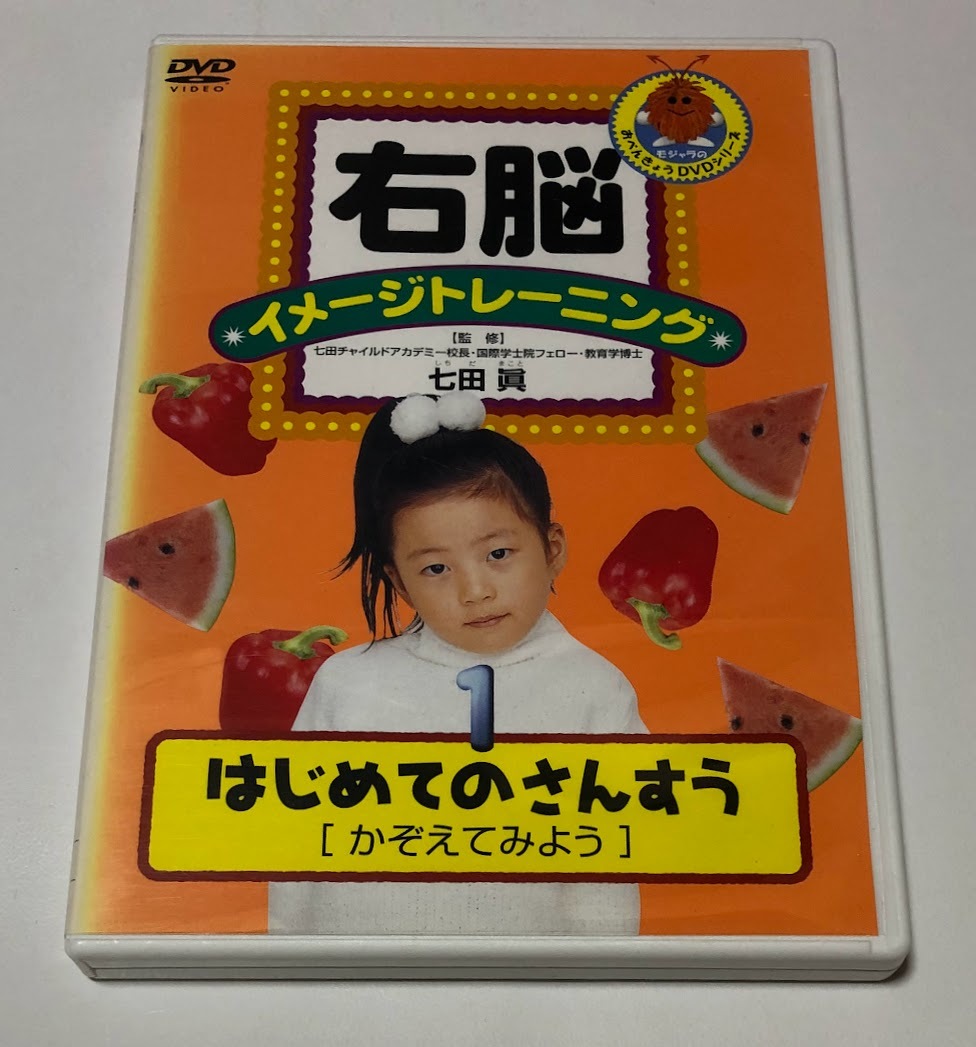 DVD
VIDEO
モジャラの
おべんきょうDVDシリーズ
右脳
イメージトレーニング
【監 修】
七田チャイルドアカデミー校長・国際学士院フェロー・教育学博士
しち だ まこと
七田 眞
1
はじめてのさんすう
[ かぞえてみよう ]